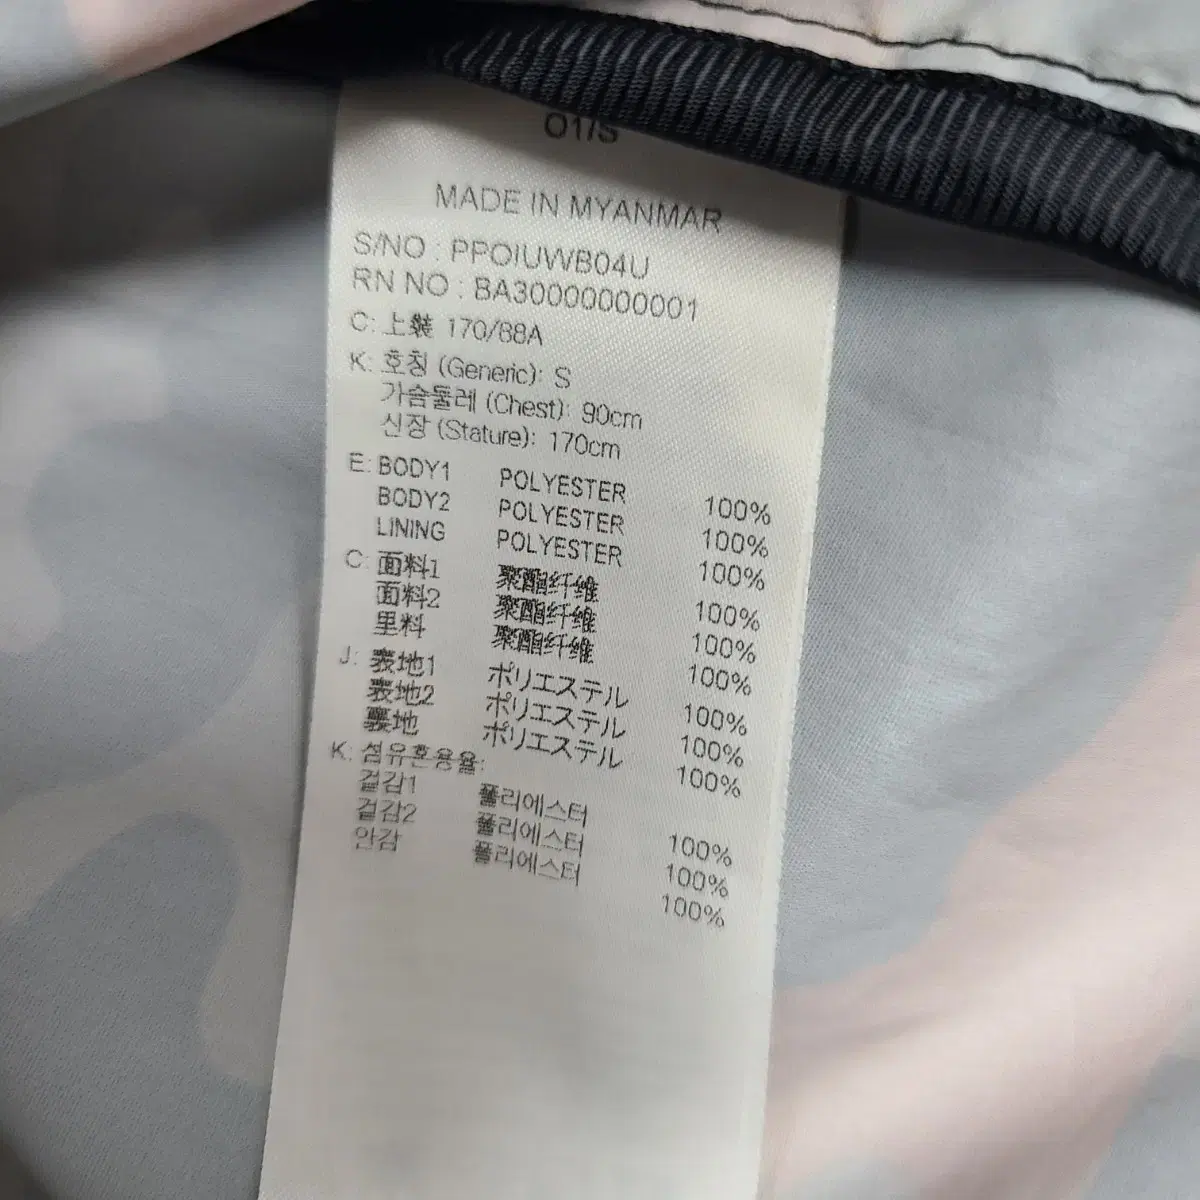 01/S
MADE IN MYANMAR
S/NO : PPOIUWB04U
RN NO : BA30000000001
C: 上裝 170/88A
K: 호칭 (Generic): S
가슴둘레 (Chest): 90cm
신장 (Stature): 170cm
E: BODY1 POLYESTER 100%
BODY2 POLYESTER 100%
LINING POLYESTER 100%
C: 面料1 聚酯纤维 100%
面料2 聚酯纤维 100%
里料 聚酯纤维 100%
J: 表地1 ポリエステル 100%
表地2 ポリエステル 100%
裏地 ポリエステル 100%
K: 섬유혼용율:
겉감1 폴리에스터 100%
겉감2 폴리에스터 100%
안감 폴리에스터 100%